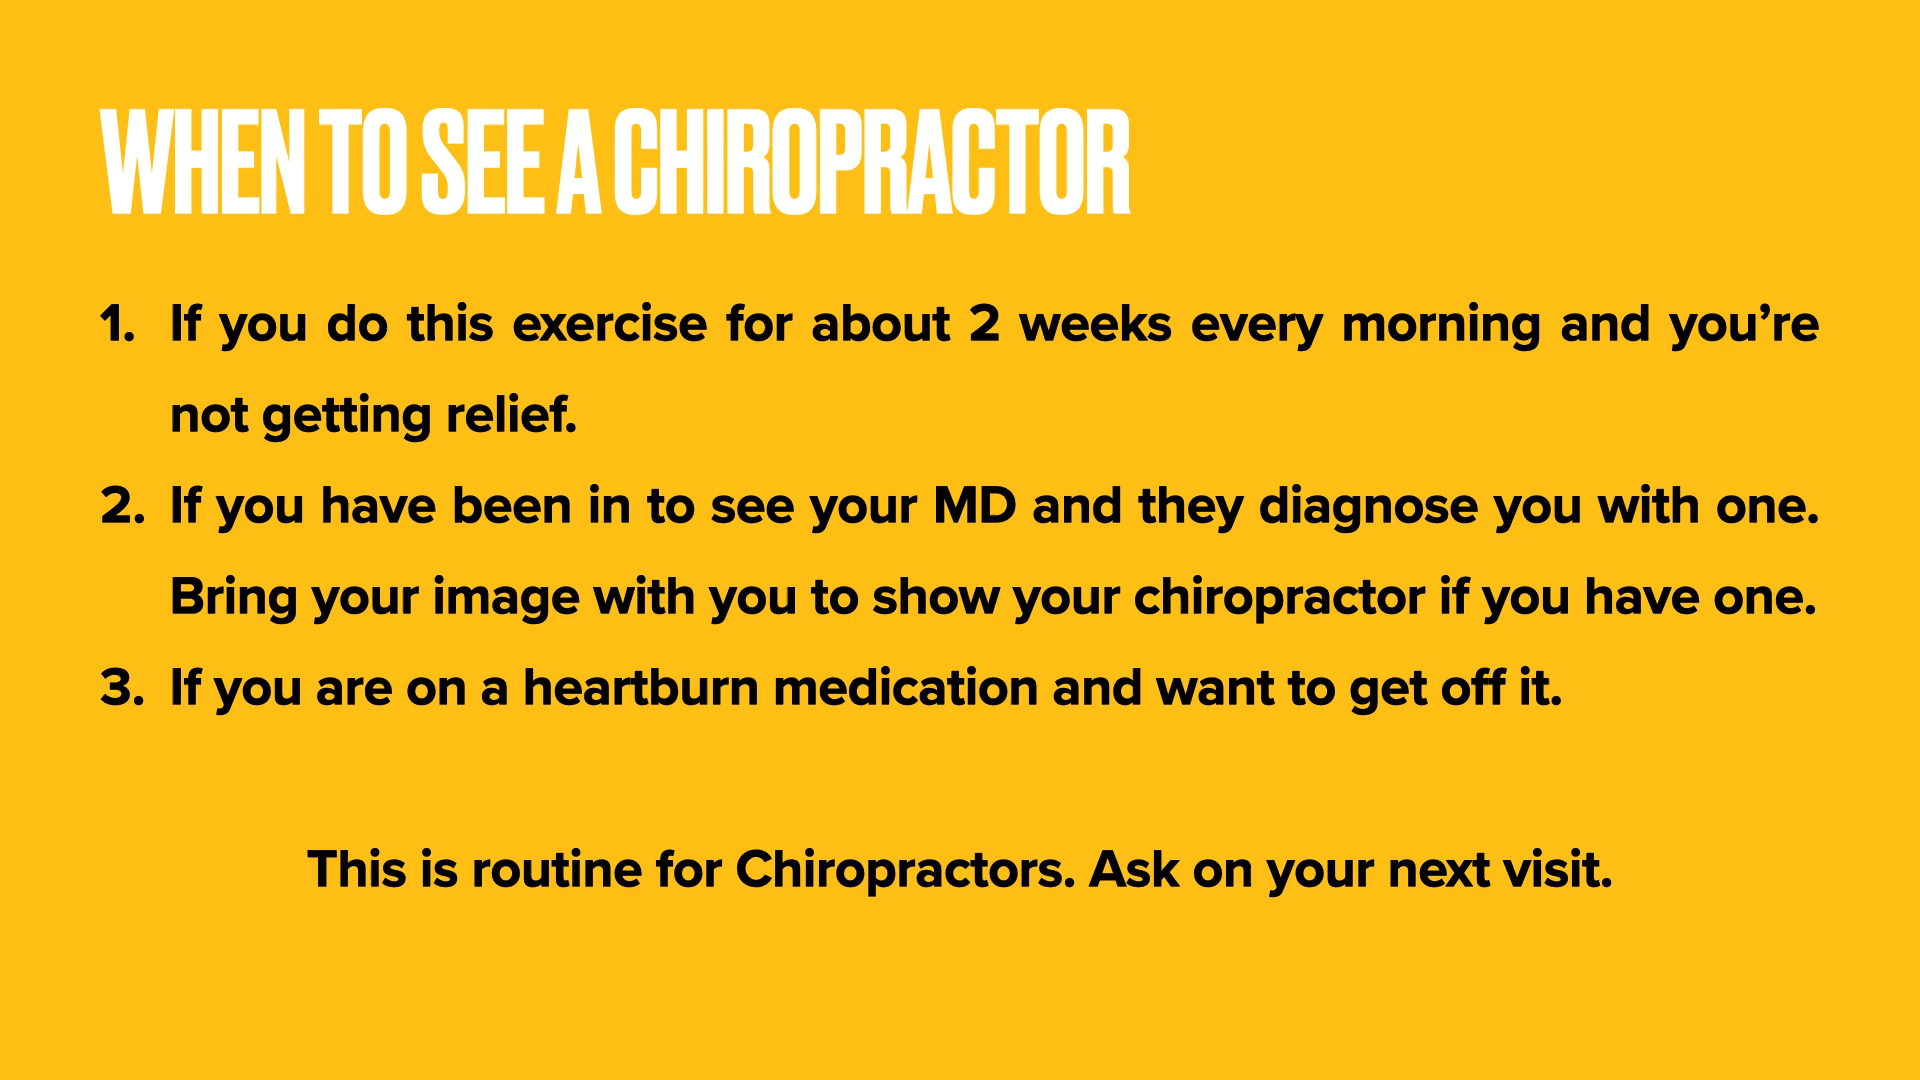 WHEN TO SEE A CHIROPRACTOR
1. If you do this exercise for about 2 weeks every morning and you’re
not getting relief.
2. If you have been in to see your MD and they diagnose you with one.
Bring your image with you to show your chiropractor if you have one.
3. If you are on a heartburn medication and want to get off it.
This is routine for Chiropractors. Ask on your next visit.